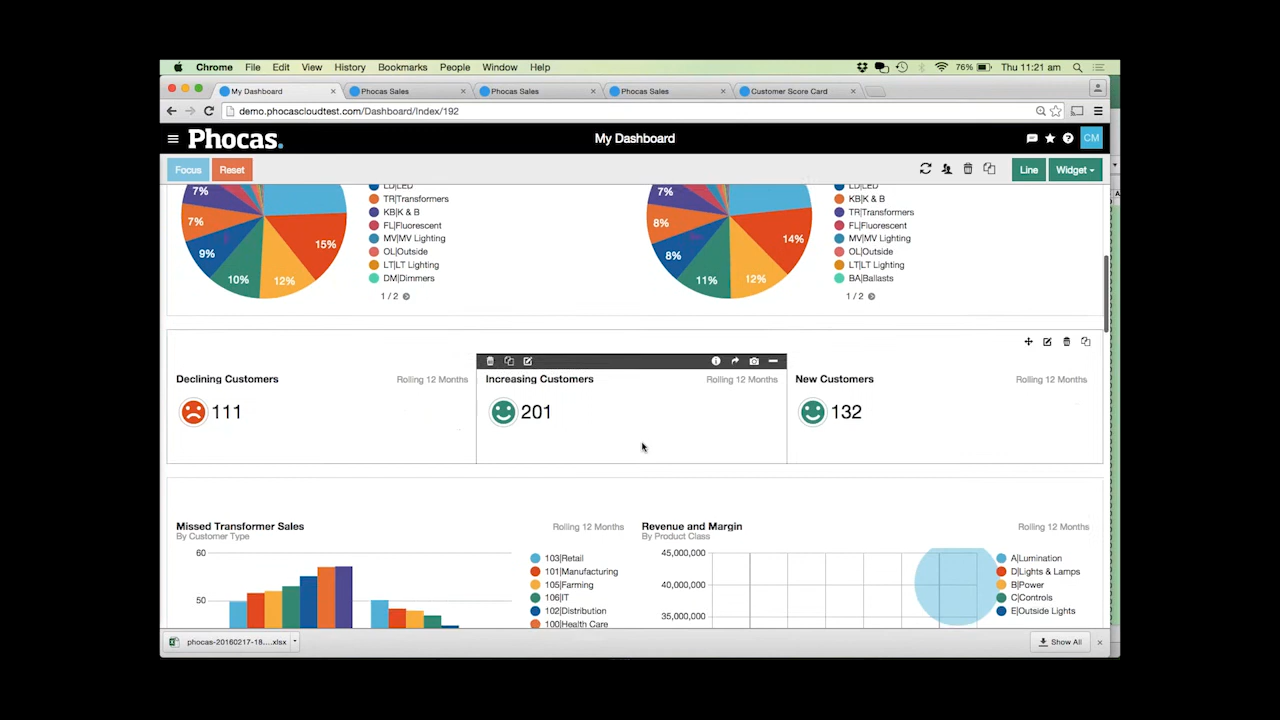 Chrome File Edit View History Bookmarks People Window Help 76% Thu 11:21 am
My Dashboard Phocas Sales Phocas Sales Phocas Sales Customer Score Card
demo.phocascloudtest.com/Dashboard/Index/192
Phocas. My Dashboard CM
Focus Reset Line Widget
7% LD|LED 7% LD|LED
TR|Transformers KB|K & B
7% KB|K & B 8% TR|Transformers
FL|Fluorescent FL|Fluorescent
15% MV|MV Lighting 14% MV|MV Lighting
9% OL|Outside 8% OL|Outside
LT|LT Lighting LT|LT Lighting
10% 12% DM|Dimmers 11% 12% BA|Ballasts
1 / 2 1 / 2
Declining Customers Rolling 12 Months Increasing Customers Rolling 12 Months New Customers Rolling 12 Months
111 201 132
Missed Transformer Sales Rolling 12 Months Revenue and Margin Rolling 12 Months
By Customer Type By Product Class
60 103|Retail 45,000,000 A|Lumination
101|Manufacturing D|Lights & Lamps
105|Farming 40,000,000 B|Power
50 106|IT C|Controls
102|Distribution 35,000,000 E|Outside Lights
100|Health Care
phocas-20160217-18....xlsx Show All